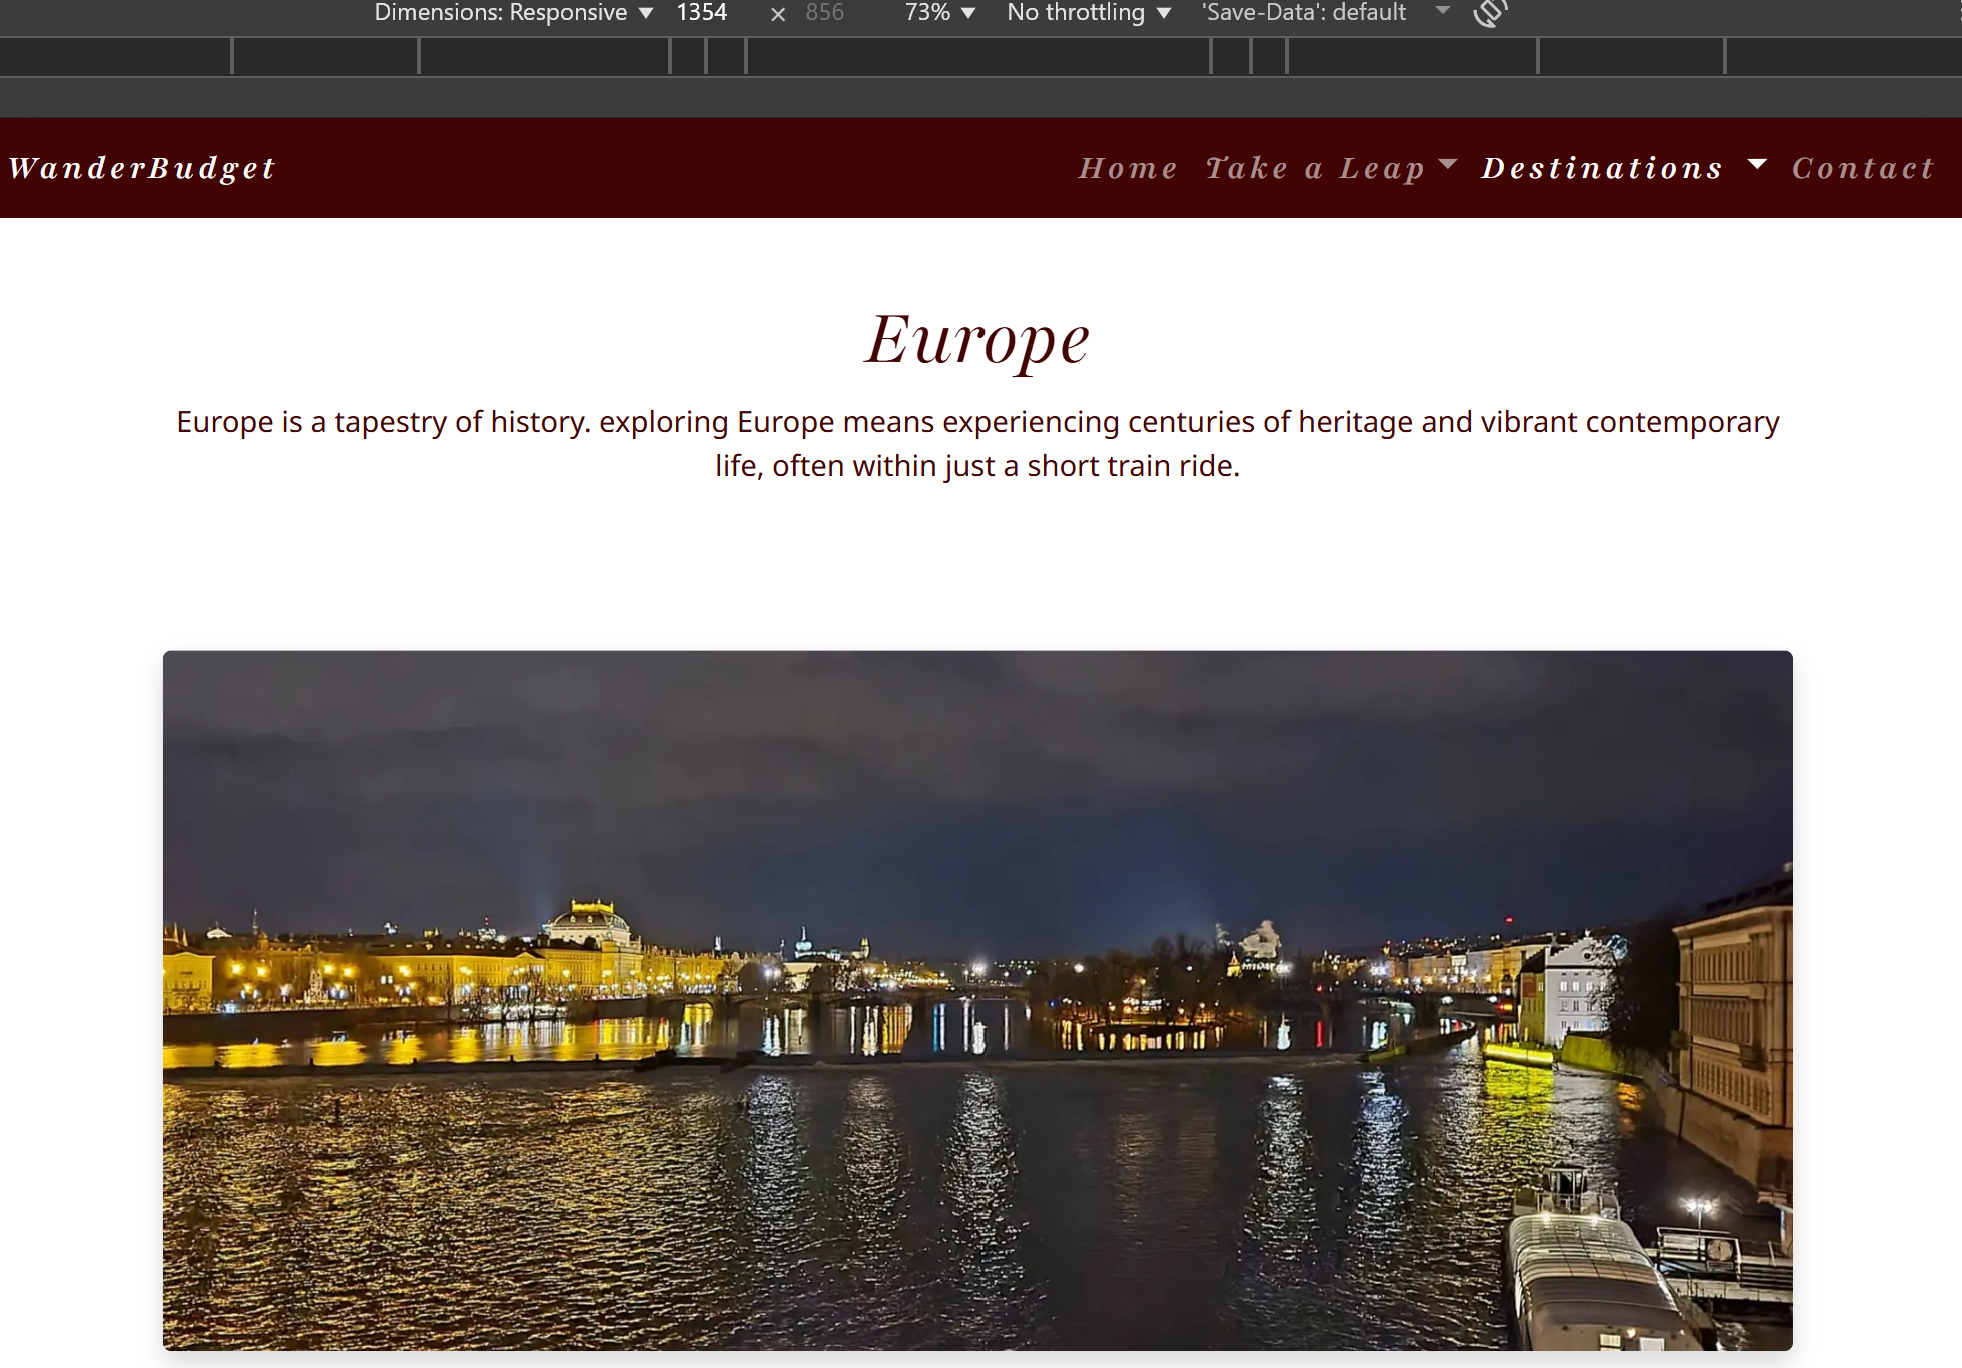 Dimensions: Responsive 1354 × 856 73% No throttling 'Save-Data': default
WanderBudget Home Take a Leap Destinations Contact
Europe
Europe is a tapestry of history. exploring Europe means experiencing centuries of heritage and vibrant contemporary
life, often within just a short train ride.